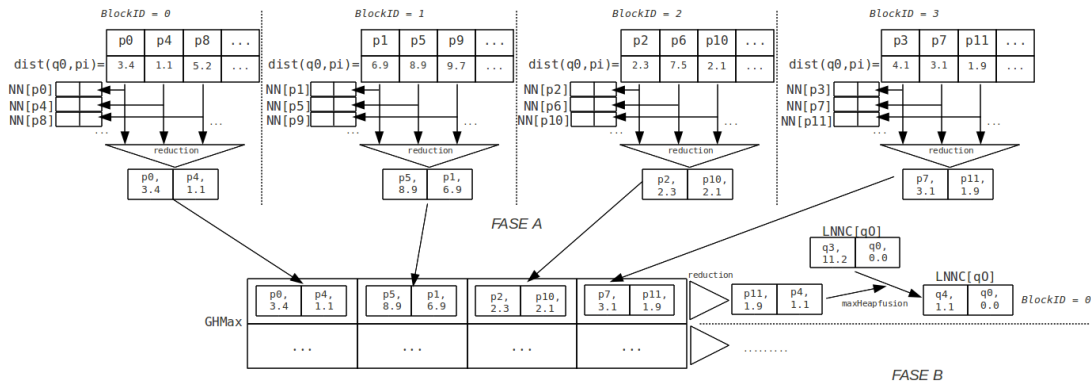 BlockID = 0
BlockID = 1
BlockID = 2
BlockID = 3
p0 p4 p8 ...
p1 p5 p9 ...
p2 p6 p10 ...
p3 p7 p11 ...
dist(q0,pi)= 3.4 1.1 5.2 ...
dist(q0,pi)= 6.9 8.9 9.7 ...
dist(q0,pi)= 2.3 7.5 2.1 ...
dist(q0,pi)= 4.1 3.1 1.9 ...
NN[p0]
NN[p4]
NN[p8]
...
...
NN[p1]
NN[p5]
NN[p9]
...
...
NN[p2]
NN[p6]
NN[p10]
...
...
NN[p3]
NN[p7]
NN[p11]
...
...
reduction
reduction
reduction
reduction
p0, p4,
3.4 1.1
p5, p1,
8.9 6.9
p2, p10,
2.3 2.1
p7, p11,
3.1 1.9
FASE A
LNNC[qO]
q3, q0,
11.2 0.0
GHMax
p0, p4,
3.4 1.1
p5, p1,
8.9 6.9
p2, p10,
2.3 2.1
p7, p11,
3.1 1.9
reduction
p11, p4,
1.9 1.1
maxHeapfusion
LNNC[qO]
q4, q0,
1.1 0.0
BlockID = 0
... ... ... ...
.........
FASE B